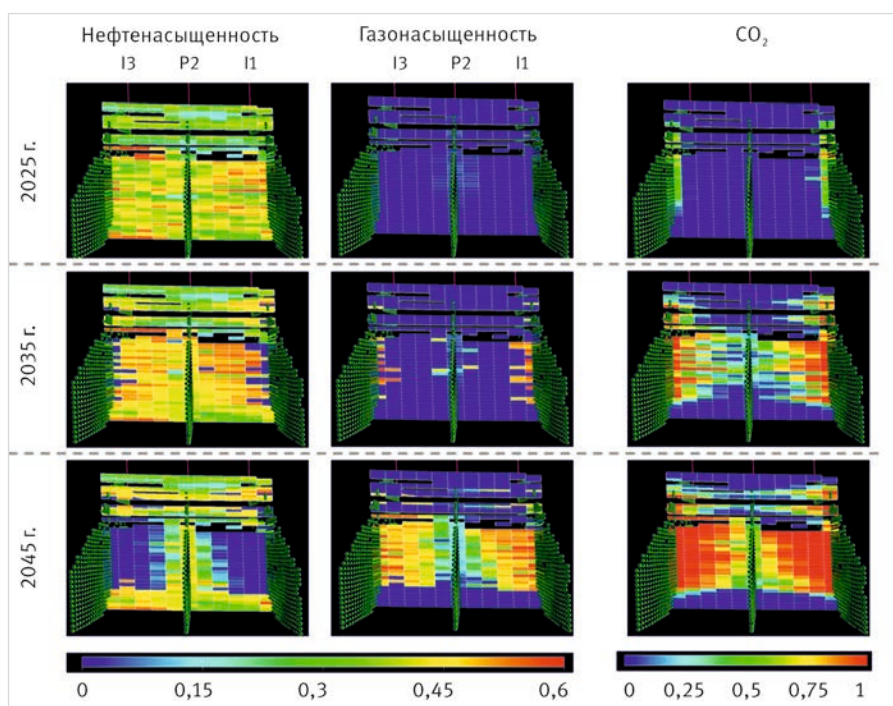 Нефтенасыщенность Газонасыщенность CO₂
I3 P2 I1 I3 P2 I1
2025 г.
2035 г.
2045 г.
0 0,15 0,3 0,45 0,6 0 0,25 0,5 0,75 1